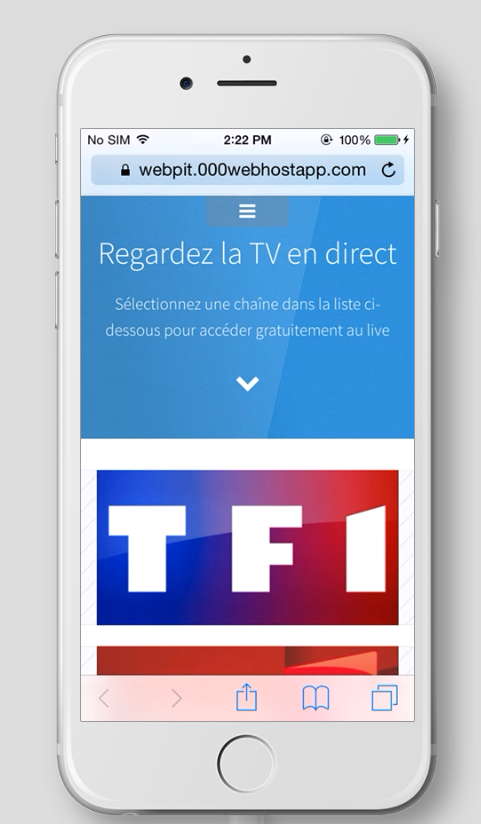 No SIM 2:22 PM 100%
webpit.000webhostapp.com
Regardez la TV en direct
Sélectionnez une chaîne dans la liste ci-
dessous pour accéder gratuitement au live
TF1